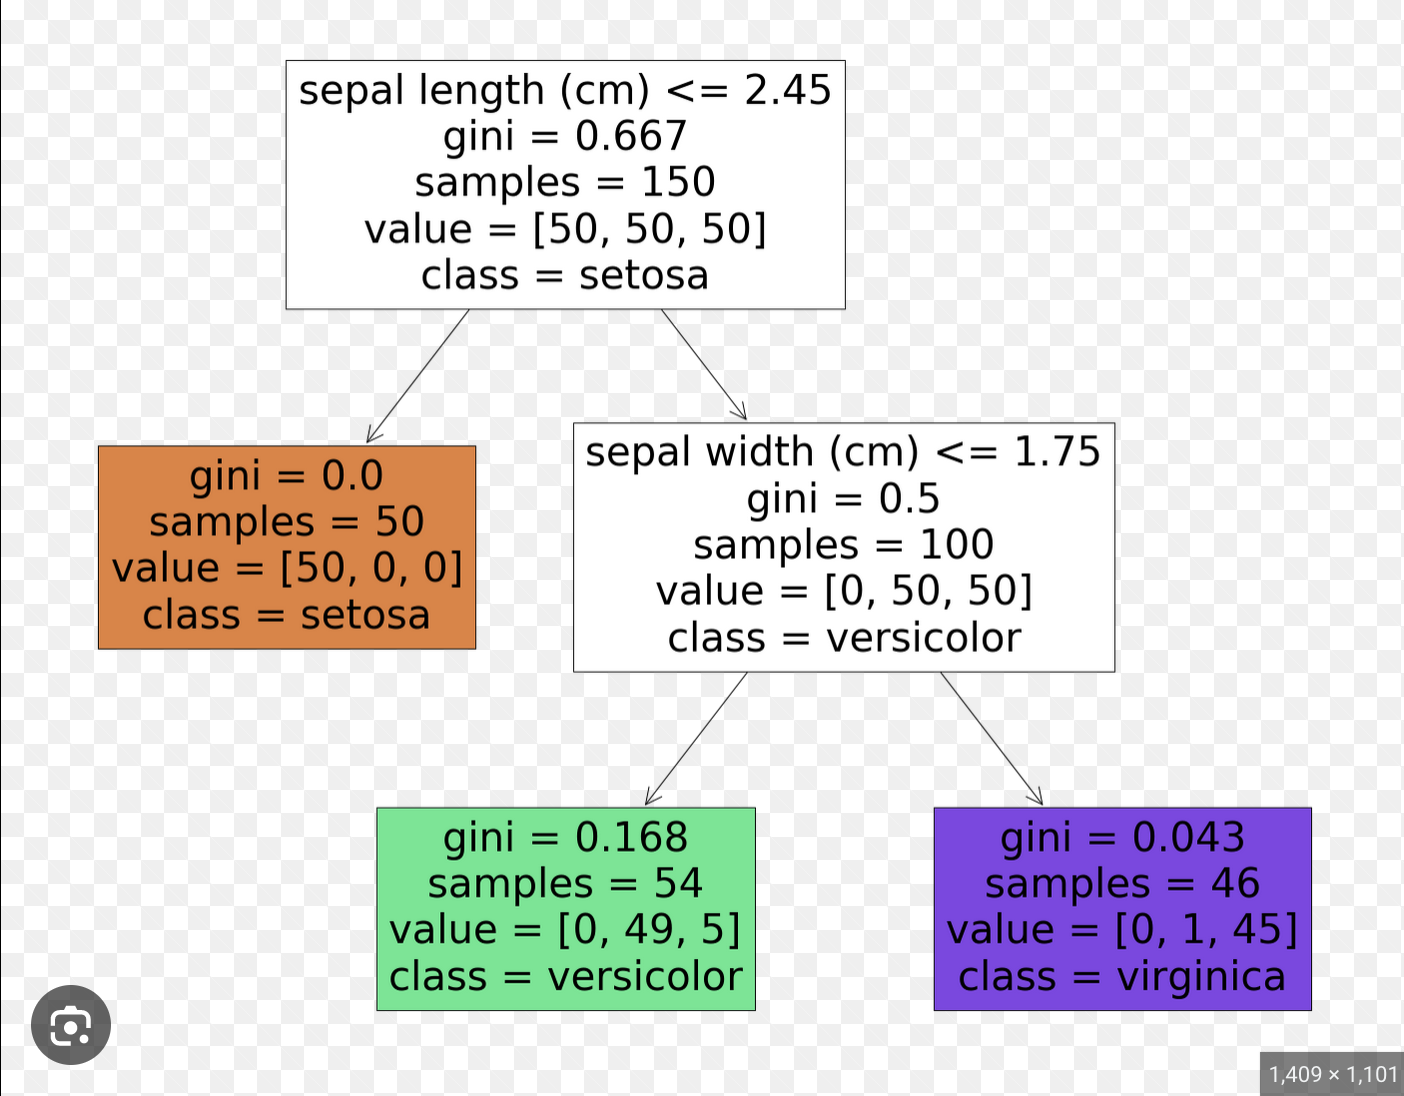 sepal length (cm) <= 2.45
gini = 0.667
samples = 150
value = [50, 50, 50]
class = setosa
gini = 0.0
samples = 50
value = [50, 0, 0]
class = setosa
sepal width (cm) <= 1.75
gini = 0.5
samples = 100
value = [0, 50, 50]
class = versicolor
gini = 0.168
samples = 54
value = [0, 49, 5]
class = versicolor
gini = 0.043
samples = 46
value = [0, 1, 45]
class = virginica
1,409 × 1,101